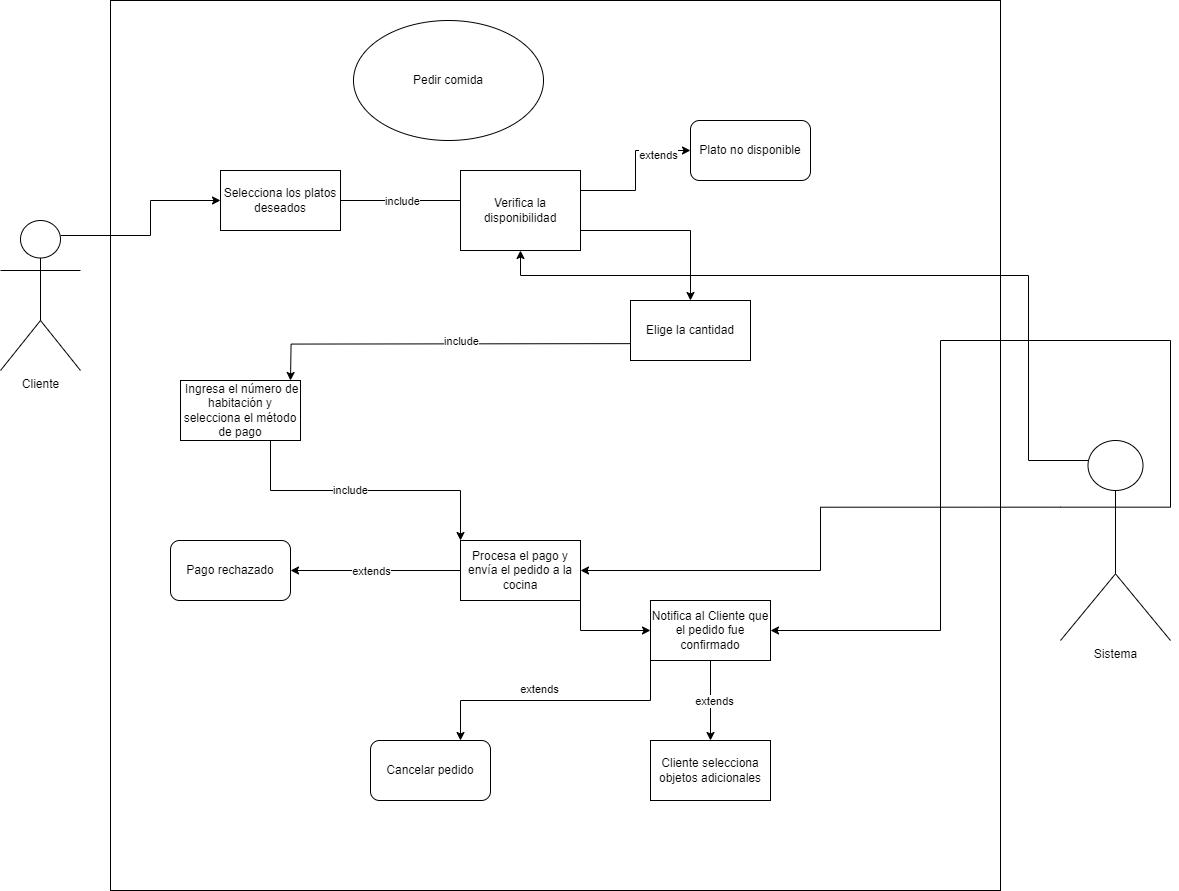 Pedir comida
extends
Plato no disponible
Selecciona los platos
deseados
include
Verifica la
disponibilidad
Elige la cantidad
include
Cliente
Ingresa el número de
habitación y
selecciona el método
de pago
include
Pago rechazado
extends
Procesa el pago y
envía el pedido a la
cocina
Notifica al Cliente que
el pedido fue
confirmado
Sistema
extends
extends
Cancelar pedido
Cliente selecciona
objetos adicionales